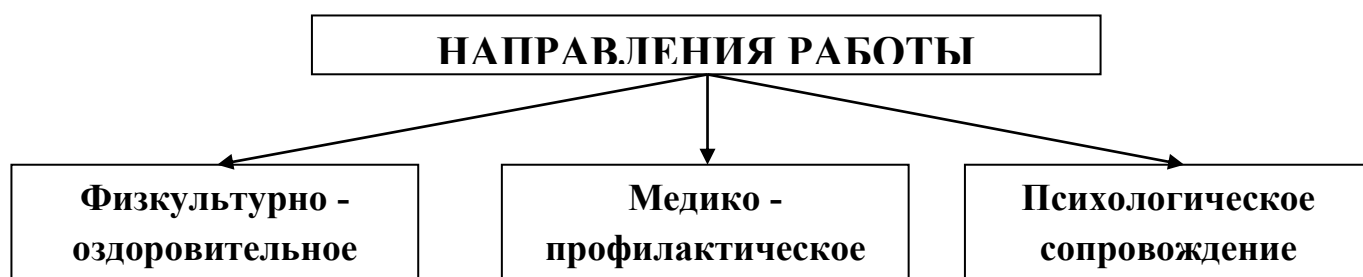 НАПРАВЛЕНИЯ РАБОТЫ
Физкультурно -
оздоровительное
Медико -
профилактическое
Психологическое
сопровождение